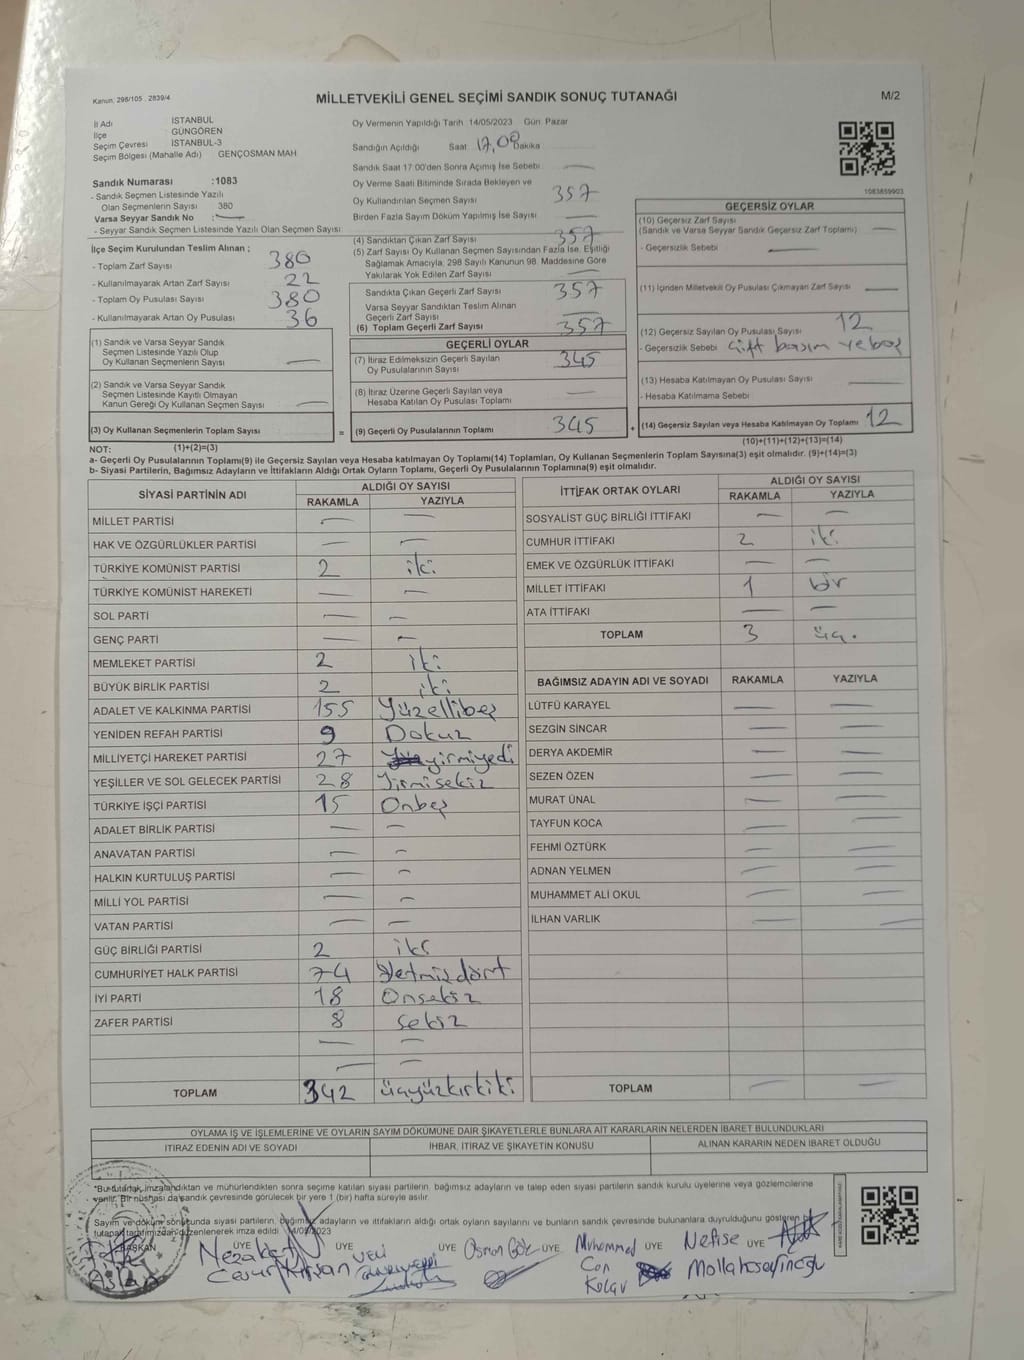 Kanun, 298/105 , 2839/4
MİLLETVEKİLİ GENEL SEÇİMİ SANDIK SONUÇ TUTANAĞI
M/2
İl Adı İSTANBUL
İlçe GÜNGÖREN
Seçim Çevresi İSTANBUL-3
Seçim Bölgesi (Mahalle Adı) GENÇOSMAN MAH
Sandık Numarası :1083
- Sandık Seçmen Listesinde Yazılı
Olan Seçmenlerin Sayısı 380
Varsa Seyyar Sandık No : —
- Seyyar Sandık Seçmen Listesinde Yazılı Olan Seçmen Sayısı
Oy Vermenin Yapıldığı Tarih 14/05/2023 Gün: Pazar
Sandığın Açıldığı Saat 17,08 Dakika
Sandık Saat 17:00'den Sonra Açımış İse Sebebi —
Oy Verme Saati Bitiminde Sırada Bekleyen ve
Oy Kullandırılan Seçmen Sayısı 357
Birden Fazla Sayım Döküm Yapılmış İse Sayısı —
1083859903
İlçe Seçim Kurulundan Teslim Alınan ;
- Toplam Zarf Sayısı 380
- Kullanılmayarak Artan Zarf Sayısı 22
- Toplam Oy Pusulası Sayısı 380
- Kullanılmayarak Artan Oy Pusulası 36
(1) Sandık ve Varsa Seyyar Sandık
Seçmen Listesinde Yazılı Olup
Oy Kullanan Seçmenlerin Sayısı —
(2) Sandık ve Varsa Seyyar Sandık
Seçmen Listesinde Kayıtlı Olmayan
Kanun Gereği Oy Kullanan Seçmen Sayısı —
(3) Oy Kullanan Seçmenlerin Toplam Sayısı =
(4) Sandıktan Çıkan Zarf Sayısı 357
(5) Zarf Sayısı Oy Kullanan Seçmen Sayısından Fazla İse, Eşitliği
Sağlamak Amacıyla, 298 Sayılı Kanunun 98. Maddesine Göre
Yakılarak Yok Edilen Zarf Sayısı —
Sandıkta Çıkan Geçerli Zarf Sayısı 357
Varsa Seyyar Sandıktan Teslim Alınan
Geçerli Zarf Sayısı —
(6) Toplam Geçerli Zarf Sayısı 357
GEÇERLİ OYLAR
(7) İtiraz Edilmeksizin Geçerli Sayılan
Oy Pusulalarının Sayısı 345
(8) İtiraz Üzerine Geçerli Sayılan veya
Hesaba Katılan Oy Pusulası Toplamı —
(9) Geçerli Oy Pusulalarının Toplamı 345 +
GEÇERSİZ OYLAR
(10) Geçersiz Zarf Sayısı
(Sandık ve Varsa Seyyar Sandık Geçersiz Zarf Toplamı) —
- Geçersizlik Sebebi —
(11) İçinden Milletvekili Oy Pusulası Çıkmayan Zarf Sayısı —
(12) Geçersiz Sayılan Oy Pusulası Sayısı 12
- Geçersizlik Sebebi Çift basım ve boş
(13) Hesaba Katılmayan Oy Pusulası Sayısı —
- Hesaba Katılmama Sebebi
(14) Geçersiz Sayılan veya Hesaba Katılmayan Oy Toplamı 12
NOT: (1)+(2)=(3)
(10)+(11)+(12)+(13)=(14)
a- Geçerli Oy Pusulalarının Toplamı(9) ile Geçersiz Sayılan veya Hesaba katılmayan Oy Toplamı(14) Toplamları, Oy Kullanan Seçmenlerin Toplam Sayısına(3) eşit olmalıdır. (9)+(14)=(3)
b- Siyasi Partilerin, Bağımsız Adayların ve İttifakların Aldığı Ortak Oyların Toplamı, Geçerli Oy Pusulalarının Toplamına(9) eşit olmalıdır.
SİYASİ PARTİNİN ADI ALDIĞI OY SAYISI
RAKAMLA YAZIYLA
MİLLET PARTİSİ — —
HAK VE ÖZGÜRLÜKLER PARTİSİ — —
TÜRKİYE KOMÜNİST PARTİSİ 2 iki
TÜRKİYE KOMÜNİST HAREKETİ — —
SOL PARTİ — —
GENÇ PARTİ — —
MEMLEKET PARTİSİ 2 iki
BÜYÜK BİRLİK PARTİSİ 2 iki
ADALET VE KALKINMA PARTİSİ 155 Yüzellibeş
YENİDEN REFAH PARTİSİ 9 Dokuz
MİLLİYETÇİ HAREKET PARTİSİ 27 yirmiyedi
YEŞİLLER VE SOL GELECEK PARTİSİ 28 Yirmisekiz
TÜRKİYE İŞÇİ PARTİSİ 15 Onbeş
ADALET BİRLİK PARTİSİ — —
ANAVATAN PARTİSİ — —
HALKIN KURTULUŞ PARTİSİ — —
MİLLİ YOL PARTİSİ — —
VATAN PARTİSİ — —
GÜÇ BİRLİĞİ PARTİSİ 2 iki
CUMHURİYET HALK PARTİSİ 74 Yetmişdört
İYİ PARTİ 18 Onsekiz
ZAFER PARTİSİ 8 Sekiz
— —
— —
TOPLAM 342 üçyüzkırkiki
İTTİFAK ORTAK OYLARI ALDIĞI OY SAYISI
RAKAMLA YAZIYLA
SOSYALİST GÜÇ BİRLİĞİ İTTİFAKI — —
CUMHUR İTTİFAKI 2 iki
EMEK VE ÖZGÜRLÜK İTTİFAKI — —
MİLLET İTTİFAKI 1 bir
ATA İTTİFAKI — —
TOPLAM 3 üç.
BAĞIMSIZ ADAYIN ADI VE SOYADI RAKAMLA YAZIYLA
LÜTFÜ KARAYEL — —
SEZGİN SİNCAR — —
DERYA AKDEMİR — —
SEZEN ÖZEN — —
MURAT ÜNAL — —
TAYFUN KOCA — —
FEHMİ ÖZTÜRK — —
ADNAN YELMEN — —
MUHAMMET ALİ OKUL — —
İLHAN VARLIK — —
TOPLAM — —
OYLAMA İŞ VE İŞLEMLERİNE VE OYLARIN SAYIM DÖKÜMÜNE DAİR ŞİKAYETLERLE BUNLARA AİT KARARLARIN NELERDEN İBARET BULUNDUKLARI
İTİRAZ EDENİN ADI VE SOYADI İHBAR, İTİRAZ VE ŞİKAYETİN KONUSU ALINAN KARARIN NEDEN İBARET OLDUĞU
*Bu tutanak, imzalandıktan ve mühürlendikten sonra seçime katılan siyasi partilerin, bağımsız adayların ve talep eden siyasi partilerin sandık kurulu üyelerine veya gözlemcilerine
verilir. Bir nüshası da sandık çevresinde görülecek bir yere 1 (bir) hafta süreyle asılır.
Sayım ve döküm sonucunda siyasi partilerin, bağımsız adayların ve ittifakların aldığı ortak oyların sayılarını ve bunların sandık çevresinde bulunanlara duyrulduğunu gösteren
tutanak tarafımızdan düzenlenerek imza edildi 14/05/2023
BAŞKAN ÜYE ÜYE ÜYE ÜYE ÜYE ÜYE
Aslan
Nezaket
Veli
Osman Gök
Muhammed
Can
Nefise
Mollahoseyinoğlu